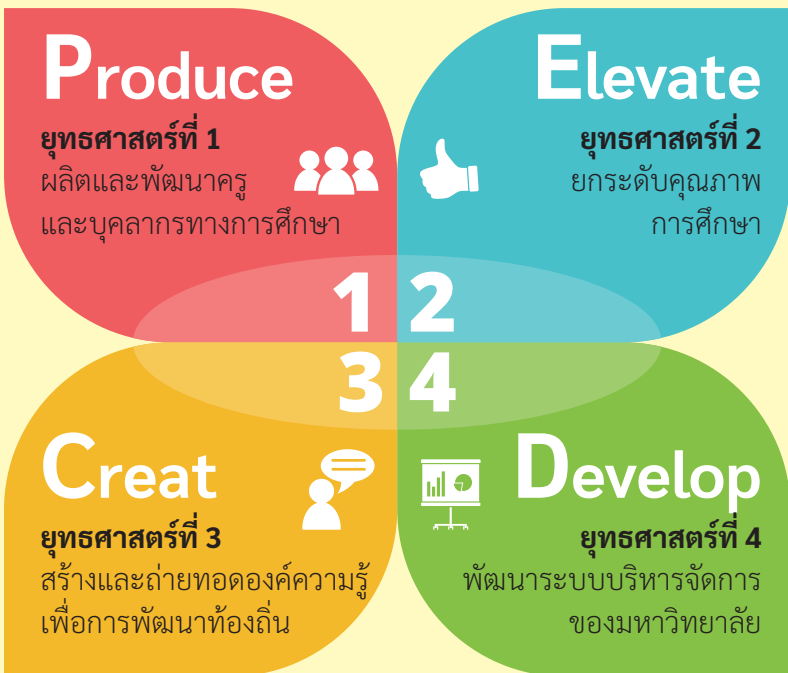 Produce
ยุทธศาสตร์ที่ 1
ผลิตและพัฒนาครู
และบุคลากรทางการศึกษา
1
Elevate
ยุทธศาสตร์ที่ 2
ยกระดับคุณภาพ
การศึกษา
2
3
Creat
ยุทธศาสตร์ที่ 3
สร้างและถ่ายทอดองค์ความรู้
เพื่อการพัฒนาท้องถิ่น
4
Develop
ยุทธศาสตร์ที่ 4
พัฒนาระบบบริหารจัดการ
ของมหาวิทยาลัย